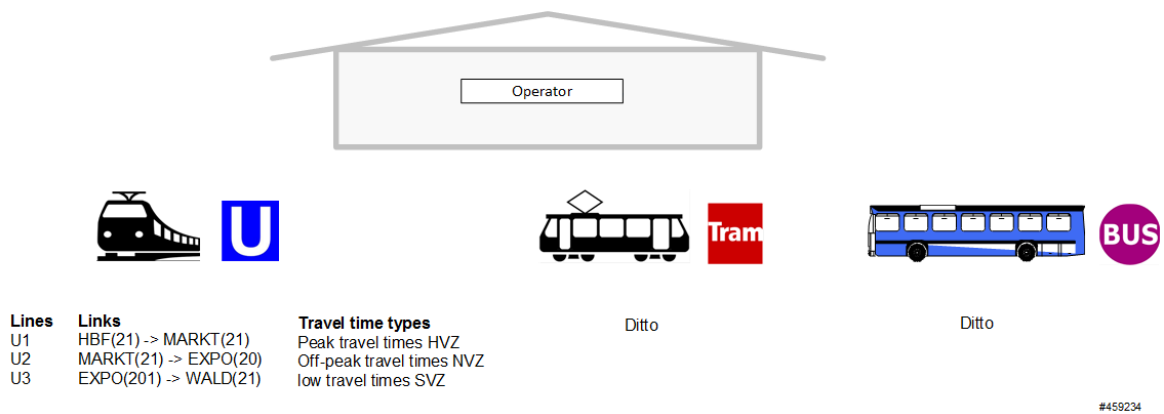 Operator
U
Tram
BUS
Lines Links Travel time types Ditto Ditto
U1 HBF(21) -> MARKT(21) Peak travel times HVZ
U2 MARKT(21) -> EXPO(20) Off-peak travel times NVZ
U3 EXPO(201) -> WALD(21) low travel times SVZ
#459234